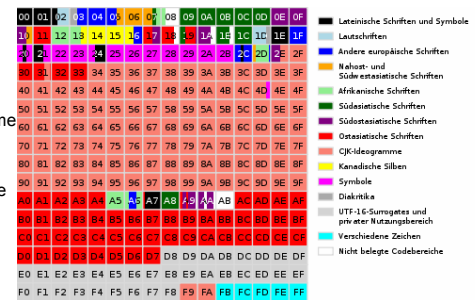 00 01 02 03 04 05 06 07 08 09 0A 0B 0C 0D 0E 0F
10 11 12 13 14 15 16 17 18 19 1A 1B 1C 1D 1E 1F
20 21 22 23 24 25 26 27 28 29 2A 2B 2C 2D 2E 2F
30 31 32 33 34 35 36 37 38 39 3A 3B 3C 3D 3E 3F
40 41 42 43 44 45 46 47 48 49 4A 4B 4C 4D 4E 4F
50 51 52 53 54 55 56 57 58 59 5A 5B 5C 5D 5E 5F
me
60 61 62 63 64 65 66 67 68 69 6A 6B 6C 6D 6E 6F
70 71 72 73 74 75 76 77 78 79 7A 7B 7C 7D 7E 7F
80 81 82 83 84 85 86 87 88 89 8A 8B 8C 8D 8E 8F
e
90 91 92 93 94 95 96 97 98 99 9A 9B 9C 9D 9E 9F
A0 A1 A2 A3 A4 A5 A6 A7 A8 A9 AA AB AC AD AE AF
B0 B1 B2 B3 B4 B5 B6 B7 B8 B9 BA BB BC BD BE BF
C0 C1 C2 C3 C4 C5 C6 C7 C8 C9 CA CB CC CD CE CF
D0 D1 D2 D3 D4 D5 D6 D7 D8 D9 DA DB DC DD DE DF
E0 E1 E2 E3 E4 E5 E6 E7 E8 E9 EA EB EC ED EE EF
F0 F1 F2 F3 F4 F5 F6 F7 F8 F9 FA FB FC FD FE FF
Lateinische Schriften und Symbole
Lautschriften
Andere europäische Schriften
Nahost- und
Südwestasiatische Schriften
Afrikanische Schriften
Südasiatische Schriften
Südostasiatische Schriften
Ostasiatische Schriften
CJK-Ideogramme
Kanadische Silben
Symbole
Diakritika
UTF-16-Surrogates und
privater Nutzungsbereich
Verschiedene Zeichen
Nicht belegte Codebereiche